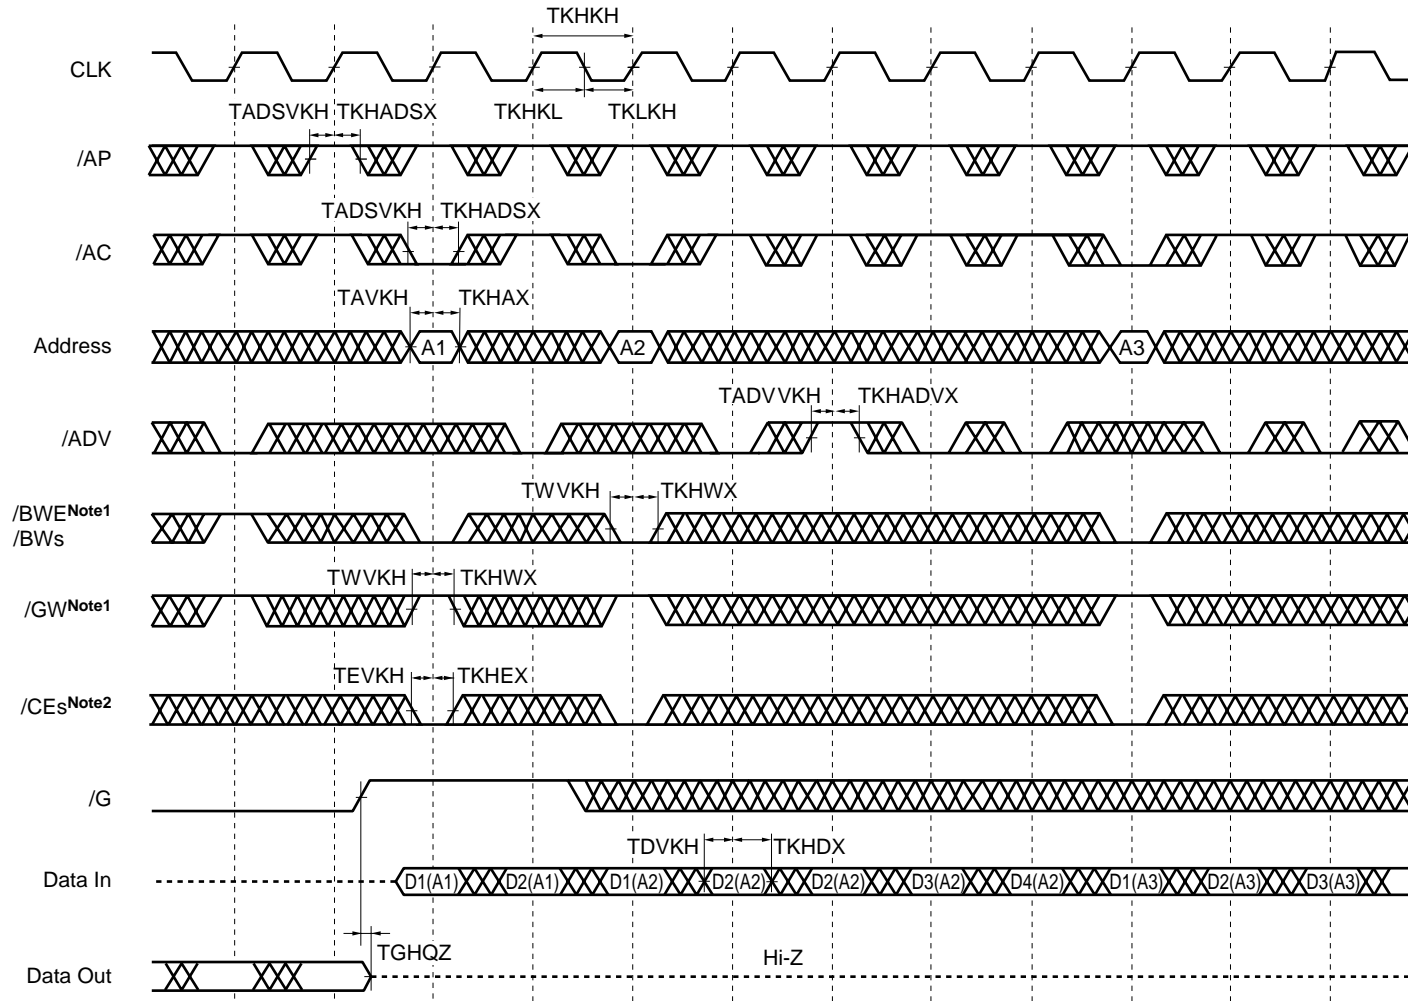 TKHKH
CLK
TADSVKH TKHADSX TKHKL TKLKH
/AP
TADSVKH TKHADSX
/AC
TAVKH TKHAX
Address A1 A2 A3
TADVVKH TKHADVX
/ADV
TWVKH TKHWX
/BWENote1
/BWs
TWVKH TKHWX
/GWNote1
TEVKH TKHEX
/CEsNote2
/G
TDVKH TKHDX
Data In D1(A1) D2(A1) D1(A2) D2(A2) D2(A2) D3(A2) D4(A2) D1(A3) D2(A3) D3(A3)
TGHQZ Hi-Z
Data Out